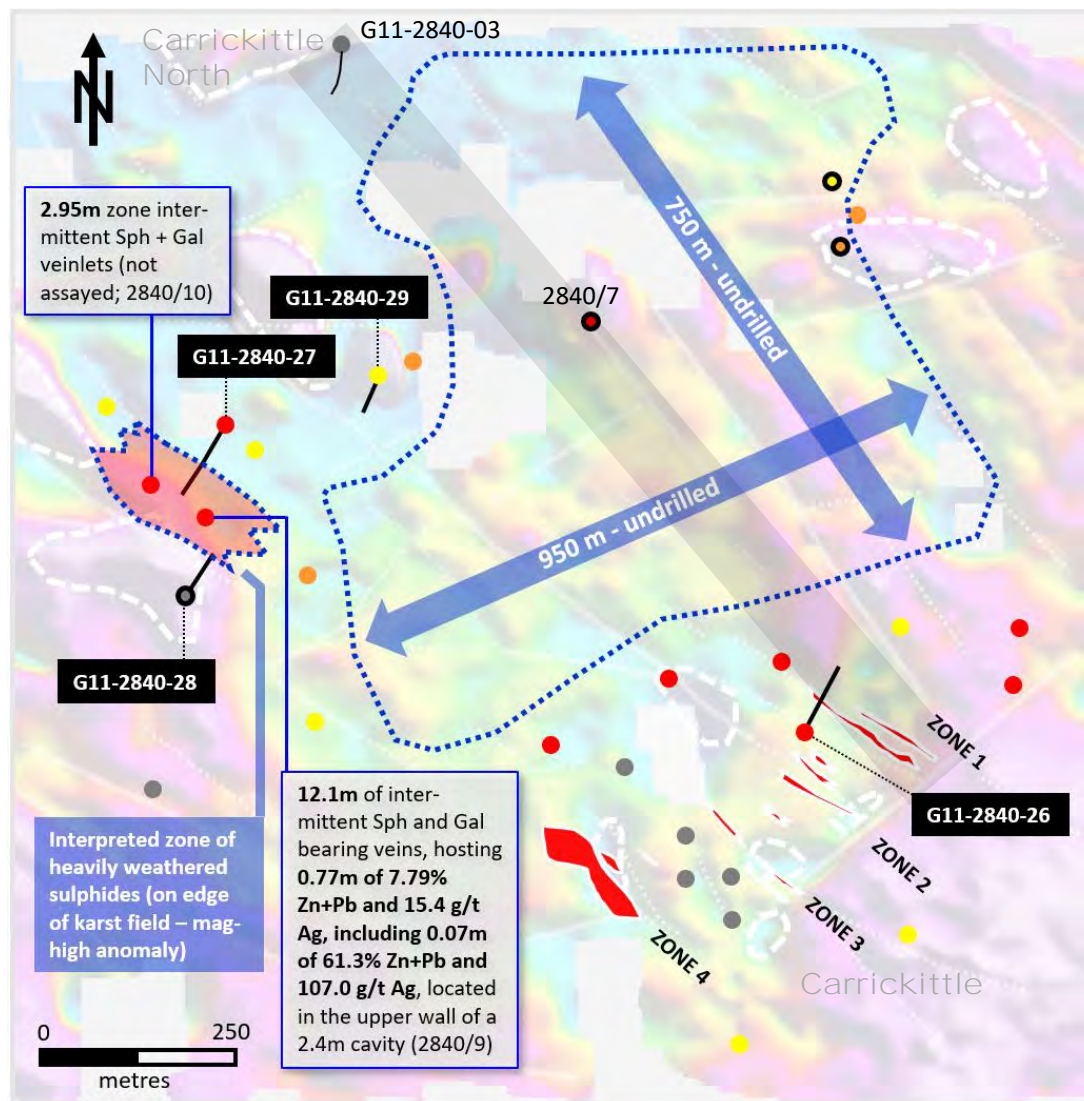 Carrickittle
North
G11-2840-03
N
2.95m zone inter-
mittent Sph + Gal
veinlets (not
assayed; 2840/10)
G11-2840-29
2840/7
750 m - undrilled
G11-2840-27
950 m - undrilled
G11-2840-28
ZONE 1
G11-2840-26
ZONE 2
ZONE 3
ZONE 4
Carrickittle
12.1m of inter-
mittent Sph and Gal
bearing veins, hosting
0.77m of 7.79%
Zn+Pb and 15.4 g/t
Ag, including 0.07m
of 61.3% Zn+Pb and
107.0 g/t Ag, located
in the upper wall of a
2.4m cavity (2840/9)
Interpreted zone of
heavily weathered
sulphides (on edge
of karst field – mag-
high anomaly)
0 250
metres